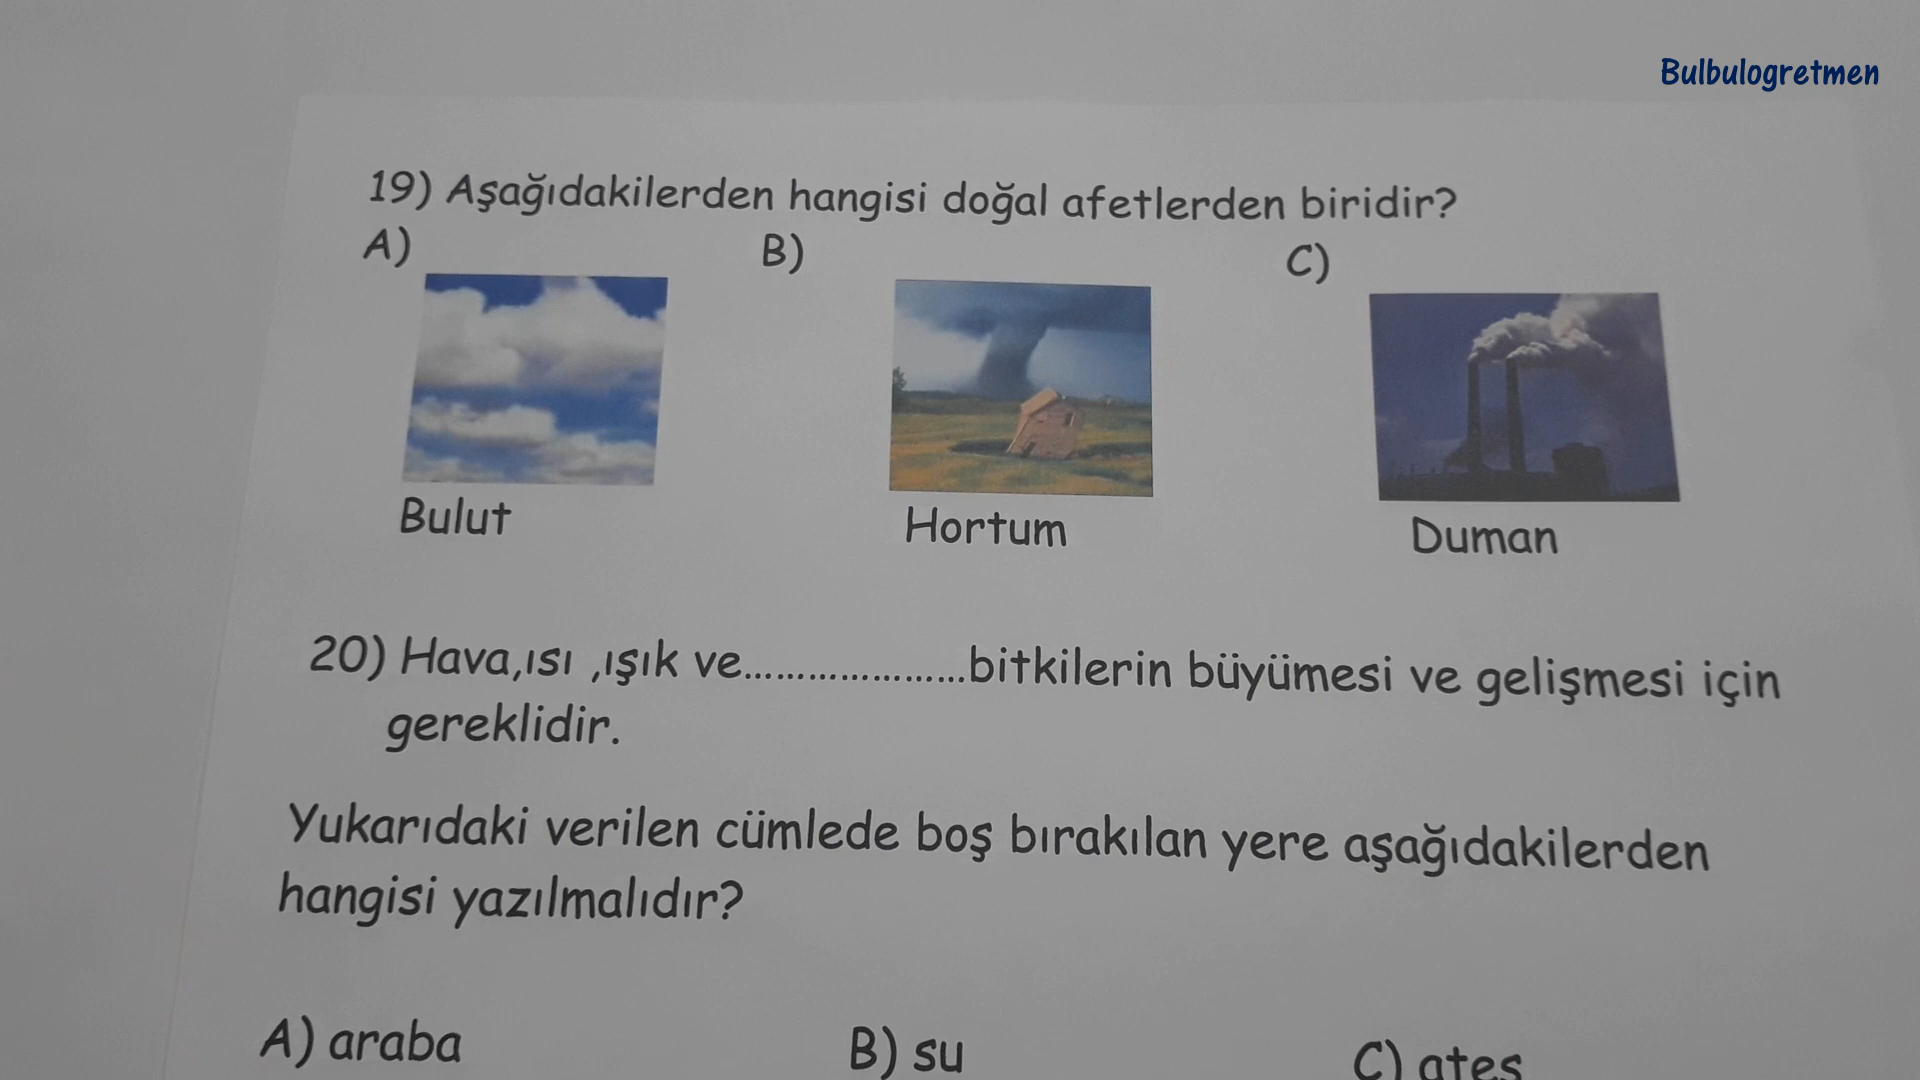 Bulbulogretmen
19) Aşağıdakilerden hangisi doğal afetlerden biridir?
A) B) C)
Bulut Hortum Duman
20) Hava,ısı ,ışık ve......................bitkilerin büyümesi ve gelişmesi için
gereklidir.
Yukarıdaki verilen cümlede boş bırakılan yere aşağıdakilerden
hangisi yazılmalıdır?
A) araba B) su C) ateş